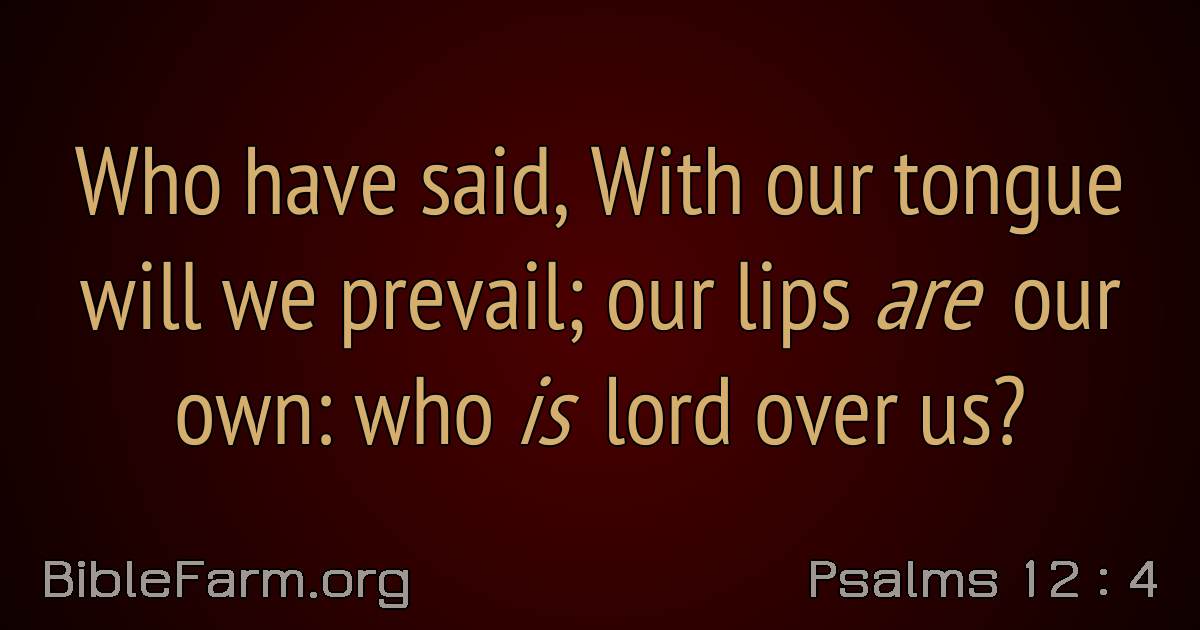 Who have said, With our tongue
will we prevail; our lips are our
own: who is lord over us?
BibleFarm.org
Psalms 12 : 4